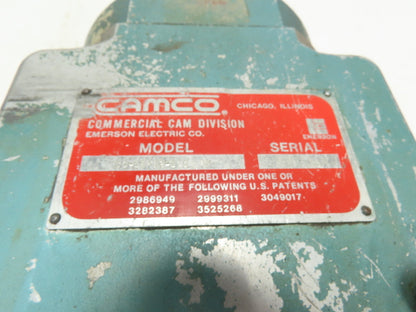 CAMCO
CHICAGO, ILLINOIS
COMMERCIAL CAM DIVISION
EMERSON ELECTRIC CO.
EMERSON
MODEL SERIAL
MANUFACTURED UNDER ONE OR
MORE OF THE FOLLOWING U.S. PATENTS
2986949 2999311 3049017
3282387 3525268